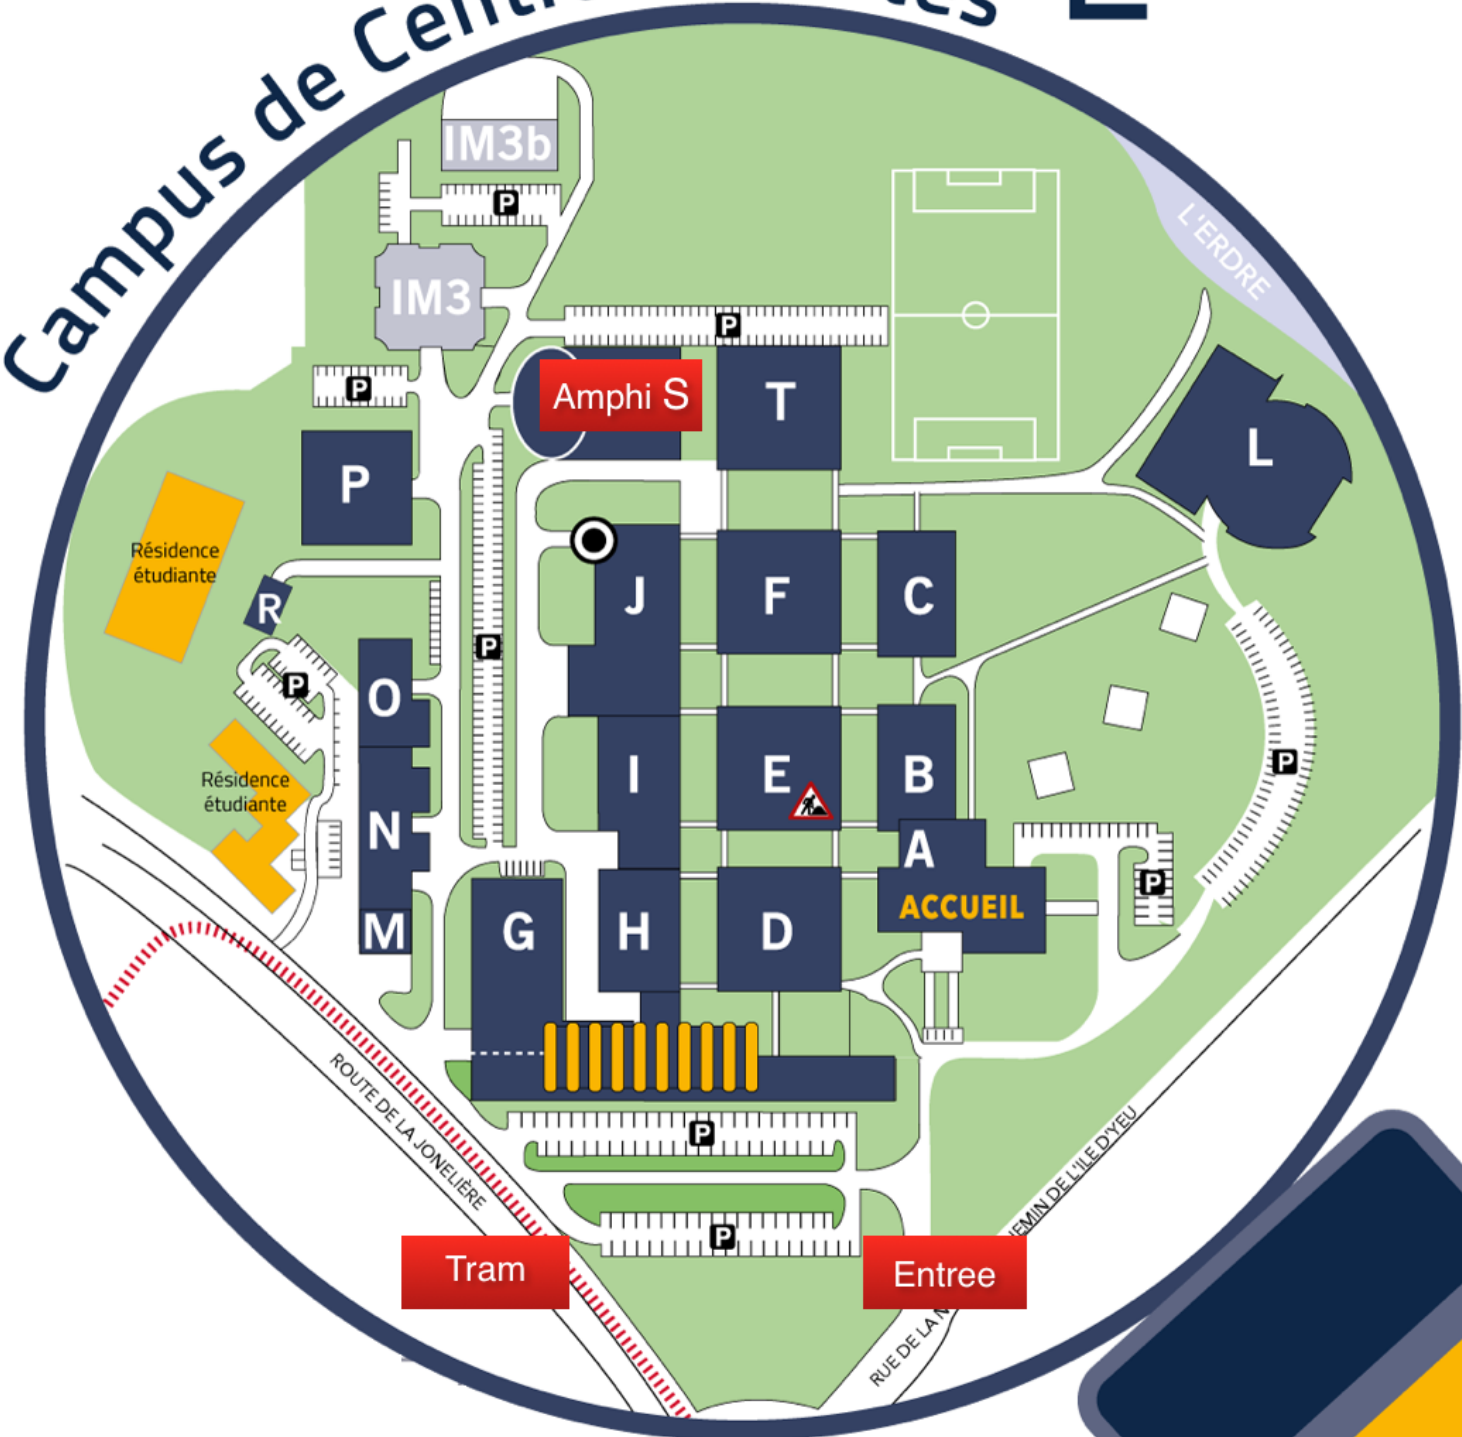 Campus de
IM3b
P
L'ERDRE
IM3
P
P
Amphi S
T
L
P
Résidence
étudiante
R
J
F
C
P
P
O
I
E
B
P
Résidence
étudiante
N
A
P
ACCUEIL
M
G
H
D
ROUTE DE LA JONELIÈRE
P
P
Tram
Entree
EMIN DE L'ILE D'YEU
RUE DE LA